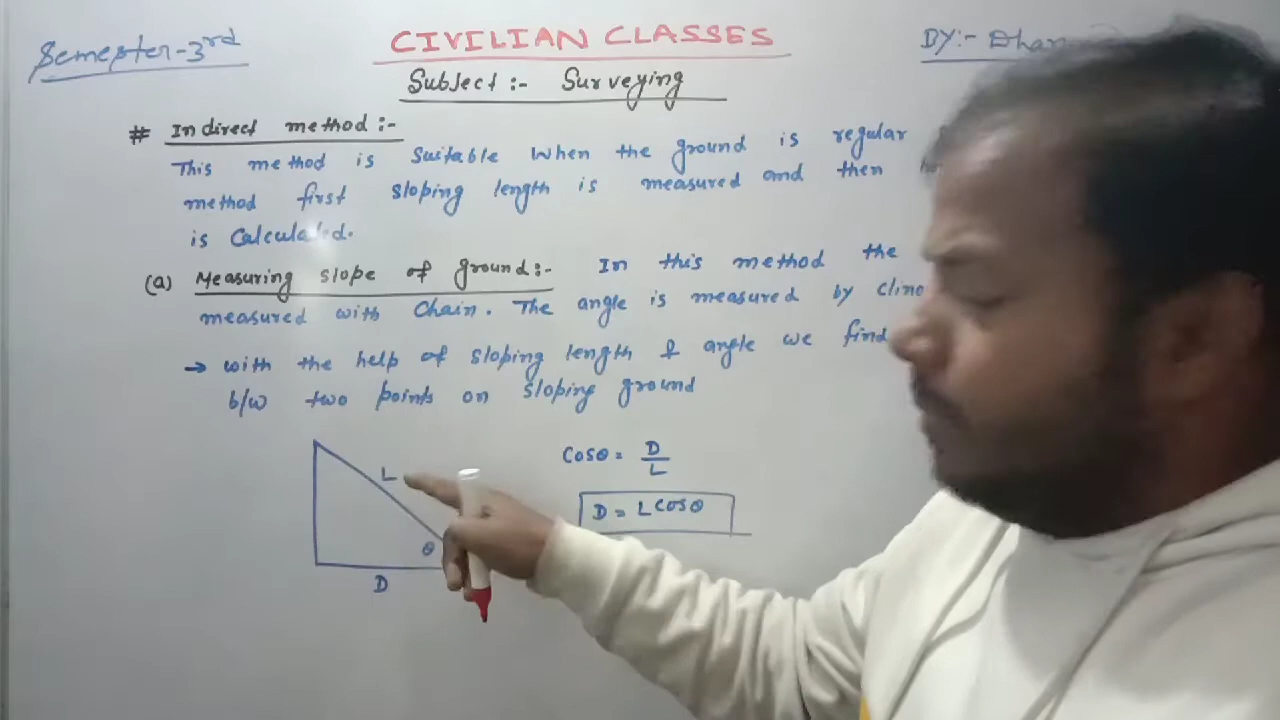 Semester-3rd
CIVILIAN CLASSES
BY:- Dhar
Subject:- Surveying
# Indirect method:-
This method is suitable when the ground is regular
method first sloping length is measured and then
is calculated.
(a) Measuring slope of ground:- In this method the
measured with chain. The angle is measured by clino
→ with the help of sloping length & angle we find
b/w two points on sloping ground
L
θ
D
Cosθ = D/L
D = L cosθ